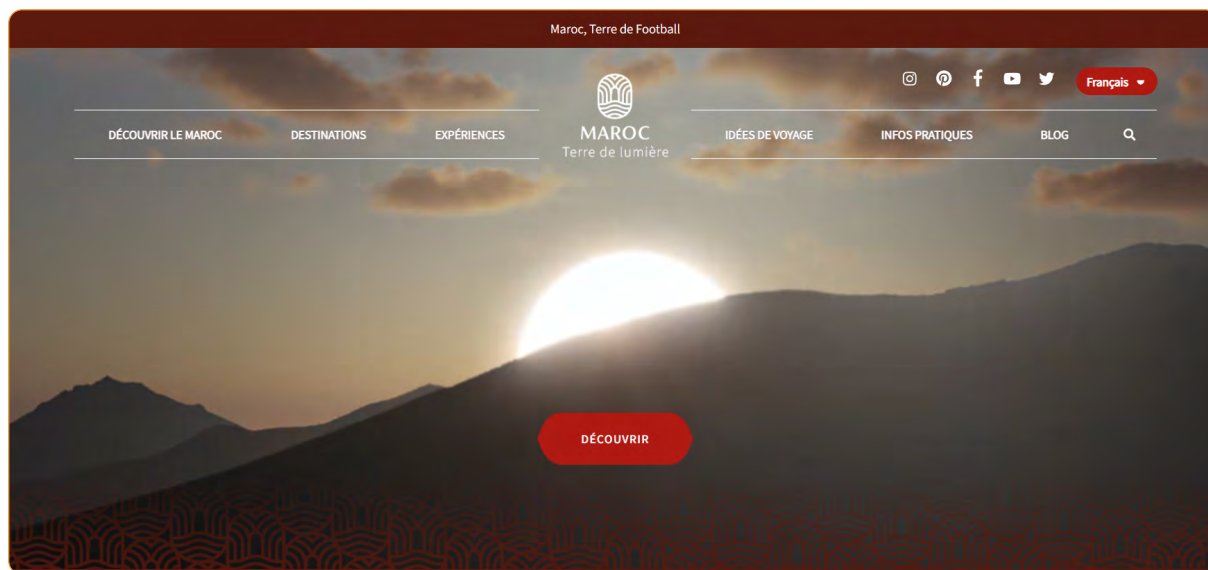 Maroc, Terre de Football
Français
DÉCOUVRIR LE MAROC
DESTINATIONS
EXPÉRIENCES
MAROC
Terre de lumière
IDÉES DE VOYAGE
INFOS PRATIQUES
BLOG
DÉCOUVRIR